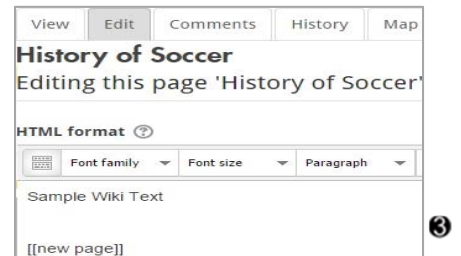 View Edit Comments History Map
History of Soccer
Editing this page 'History of Soccer'
HTML format ?
Font family Font size Paragraph
Sample Wiki Text
[[new page]]
❸